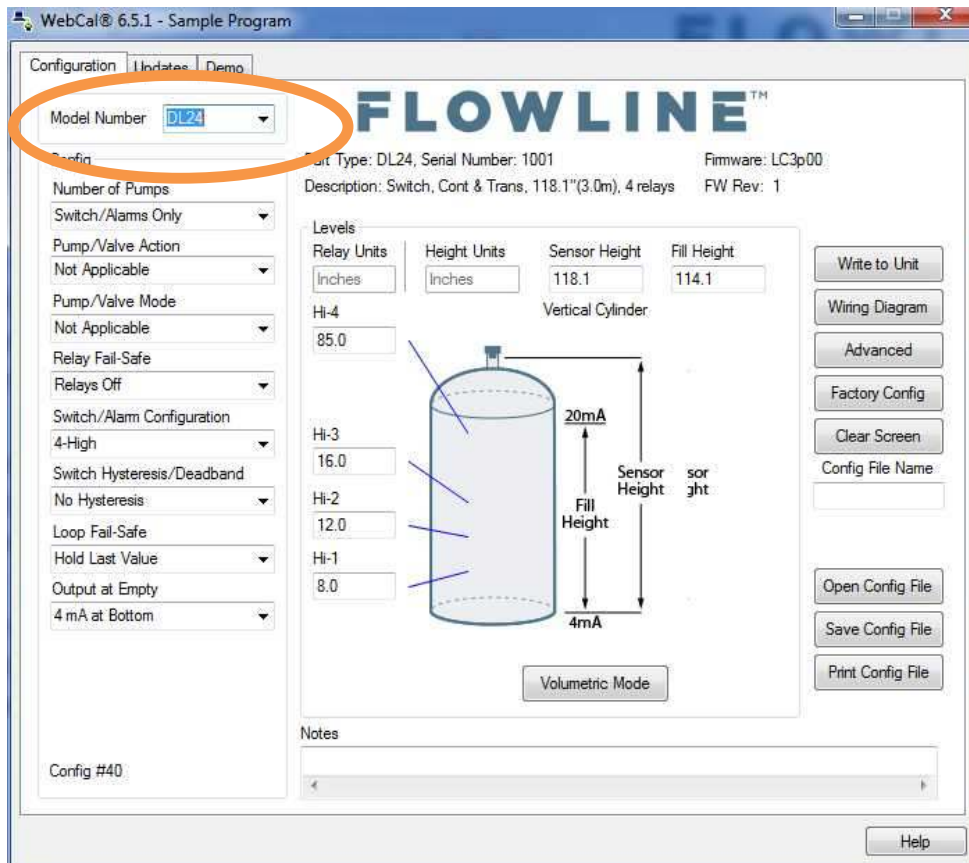 WebCal® 6.5.1 - Sample Program
Configuration Updates Demo
Model Number DL24
FLOWLINE™
Part Type: DL24, Serial Number: 1001 Firmware: LC3p00
Description: Switch, Cont & Trans, 118.1"(3.0m), 4 relays FW Rev: 1
Config
Number of Pumps
Switch/Alarms Only
Pump/Valve Action
Not Applicable
Pump/Valve Mode
Not Applicable
Relay Fail-Safe
Relays Off
Switch/Alarm Configuration
4-High
Switch Hysteresis/Deadband
No Hysteresis
Loop Fail-Safe
Hold Last Value
Output at Empty
4 mA at Bottom
Config #40
Levels
Relay Units Height Units Sensor Height Fill Height
Inches Inches 118.1 114.1
Vertical Cylinder
Hi-4
85.0
Hi-3
16.0
Hi-2
12.0
Hi-1
8.0
20mA
Sensor sor
Height ght
Fill
Height
4mA
Volumetric Mode
Write to Unit
Wiring Diagram
Advanced
Factory Config
Clear Screen
Config File Name
Open Config File
Save Config File
Print Config File
Notes
Help